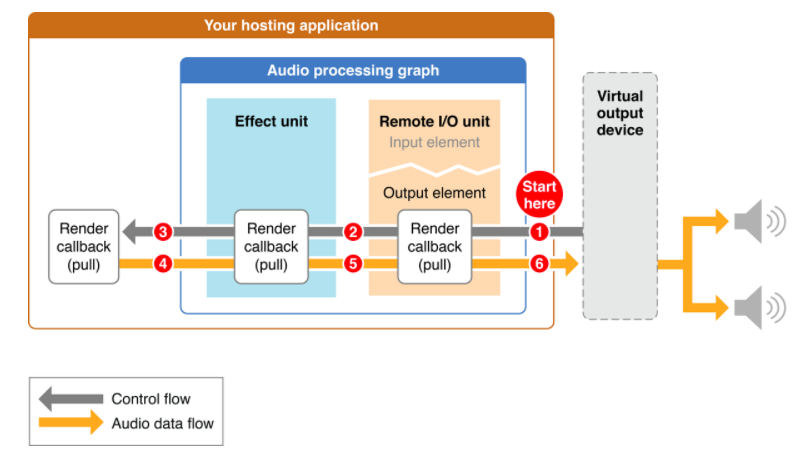 Your hosting application
Audio processing graph
Effect unit
Remote I/O unit
Input element
Output element
Virtual
output
device
Start
here
Render
callback
(pull)
3
4
Render
callback
(pull)
2
5
Render
callback
(pull)
1
6
Control flow
Audio data flow